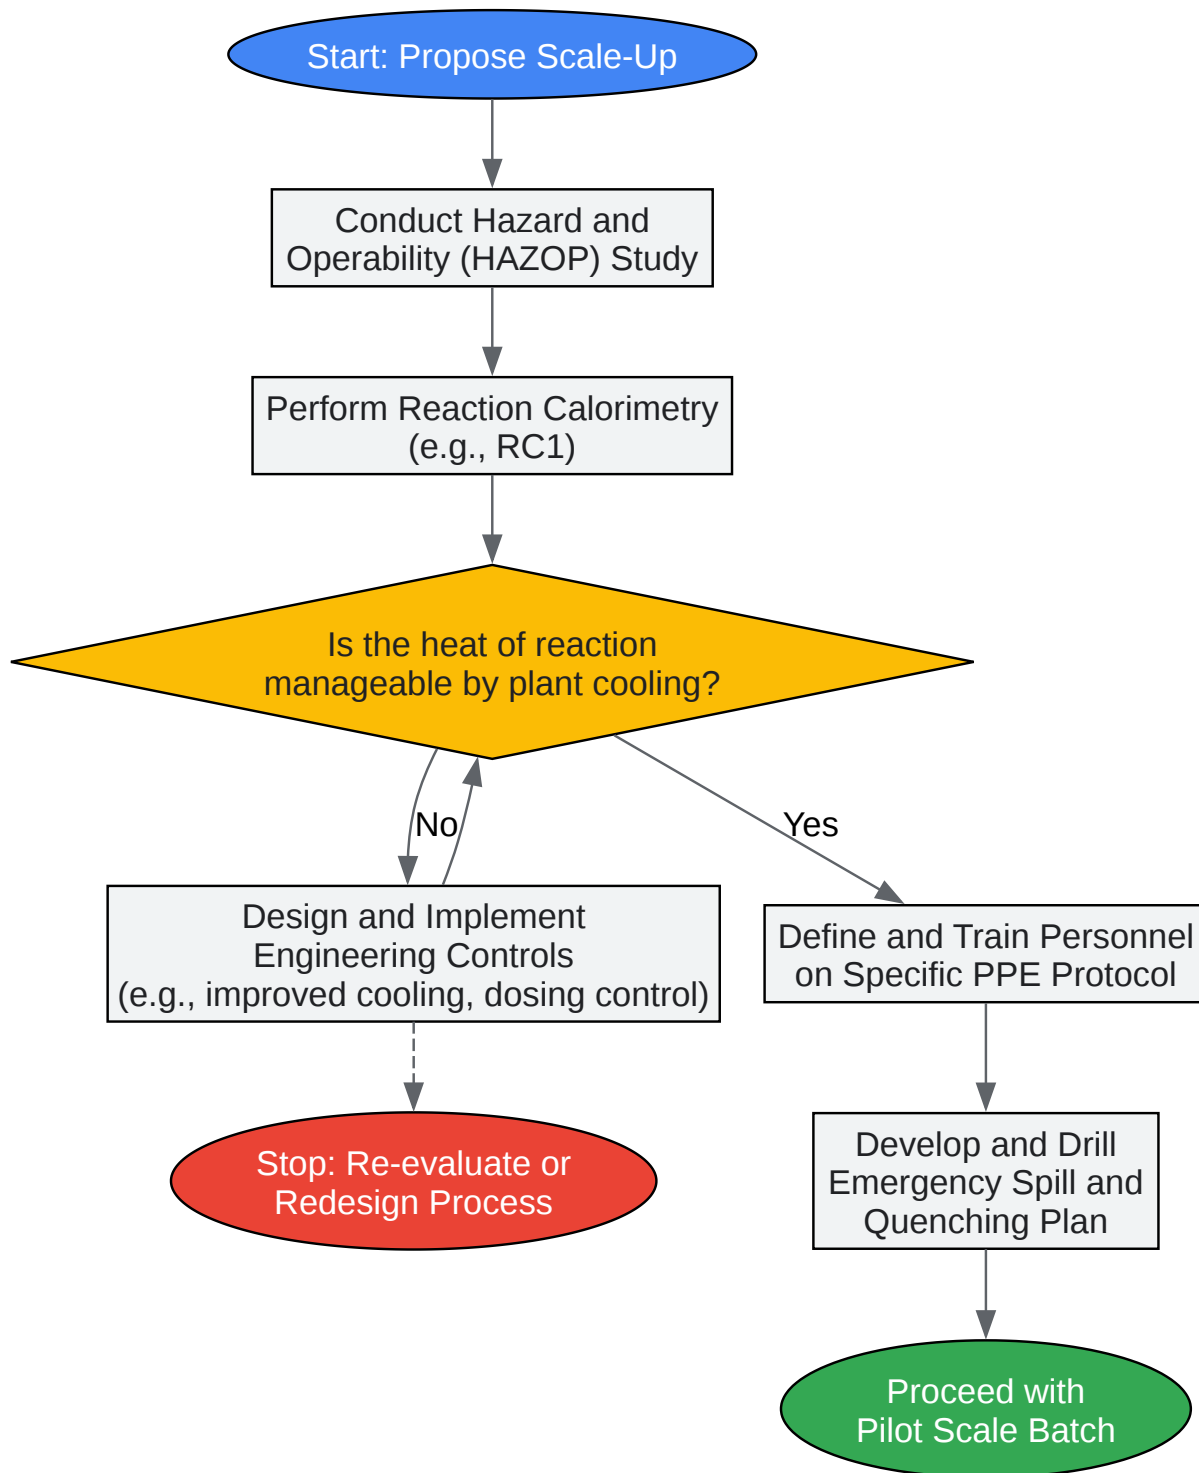 Start: Propose Scale-Up
Conduct Hazard and
Operability (HAZOP) Study
Perform Reaction Calorimetry
(e.g., RC1)
Is the heat of reaction
manageable by plant cooling?
No
Yes
Design and Implement
Engineering Controls
(e.g., improved cooling, dosing control)
Define and Train Personnel
on Specific PPE Protocol
Stop: Re-evaluate or
Redesign Process
Develop and Drill
Emergency Spill and
Quenching Plan
Proceed with
Pilot Scale Batch